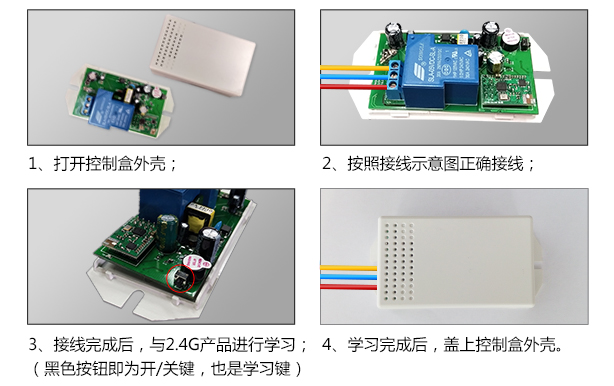 1、打开控制盒外壳；
2、按照接线示意图正确接线；
3、接线完成后，与2.4G产品进行学习；
（黑色按钮即为开/关键，也是学习键）
4、学习完成后，盖上控制盒外壳。